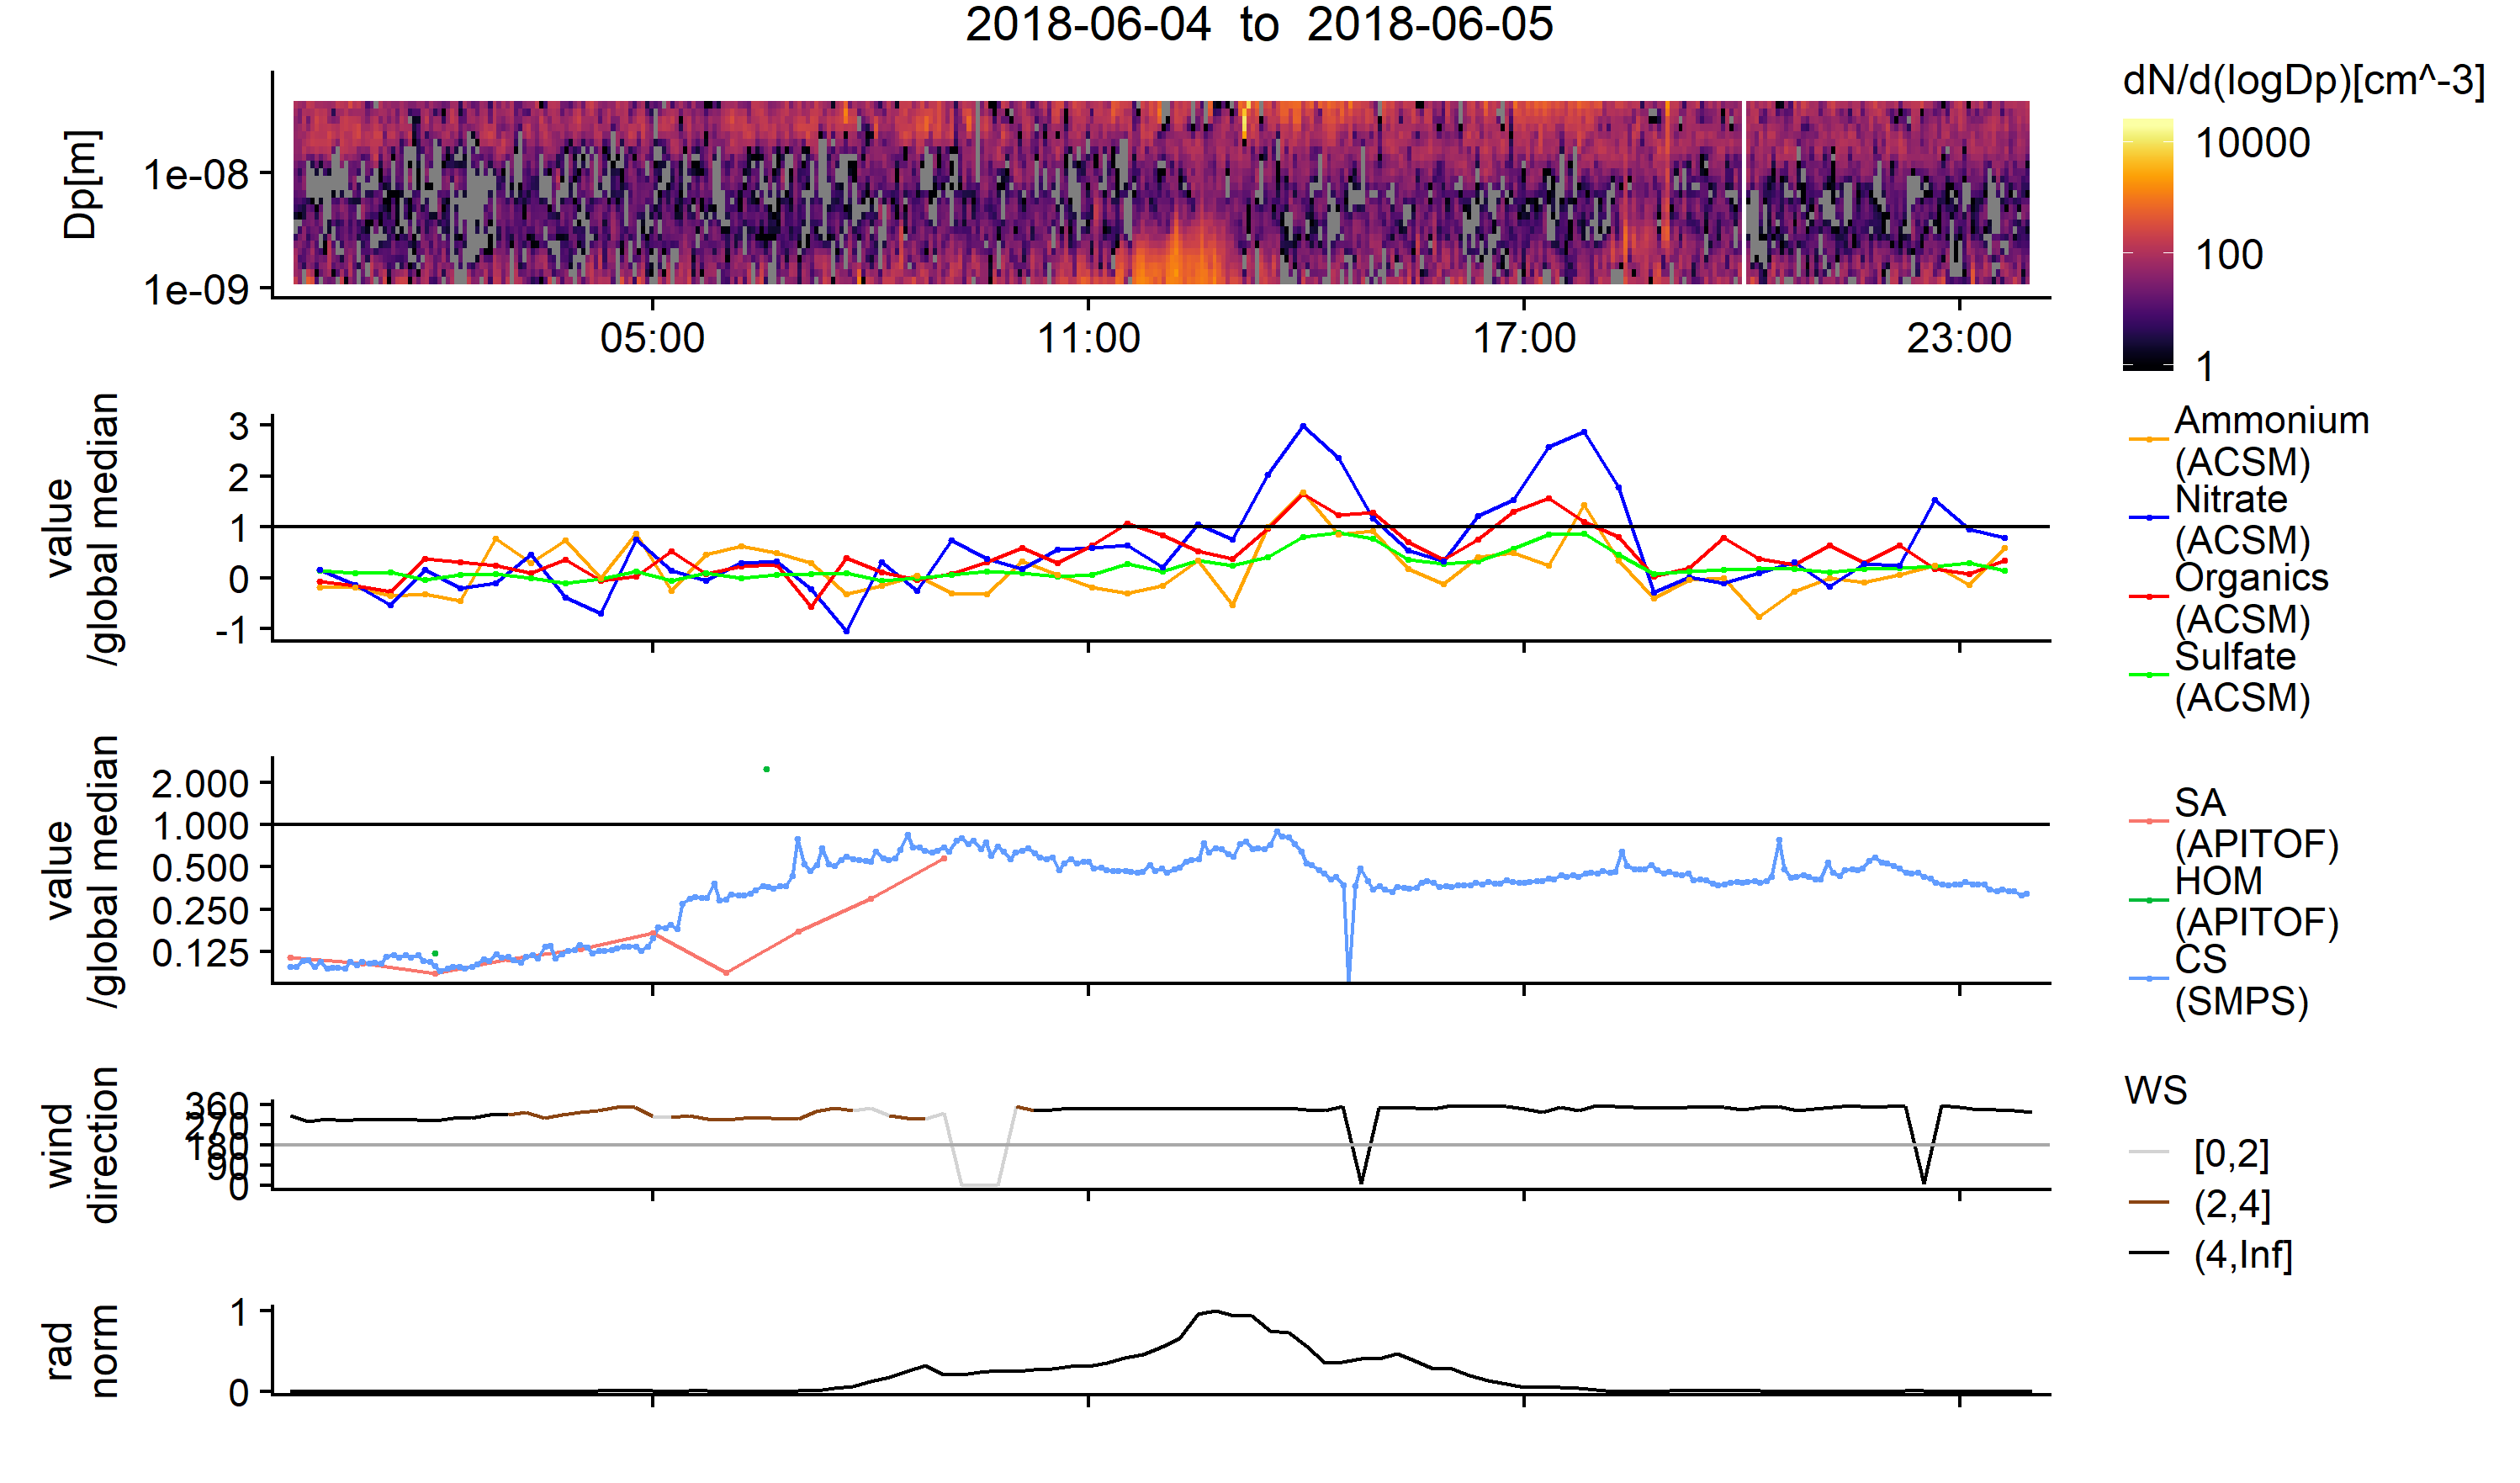 2018-06-04  to  2018-06-05
Dp[m]
1e-08
1e-09
05:00
11:00
17:00
23:00
dN/d(logDp)[cm^-3]
10000
100
1
value
/global median
3
2
1
0
-1
Ammonium
(ACSM)
Nitrate
(ACSM)
Organics
(ACSM)
Sulfate
(ACSM)
value
/global median
2.000
1.000
0.500
0.250
0.125
SA
(APITOF)
HOM
(APITOF)
CS
(SMPS)
wind
direction
360
270
180
90
0
WS
[0,2]
(2,4]
(4,Inf]
rad
norm
1
0